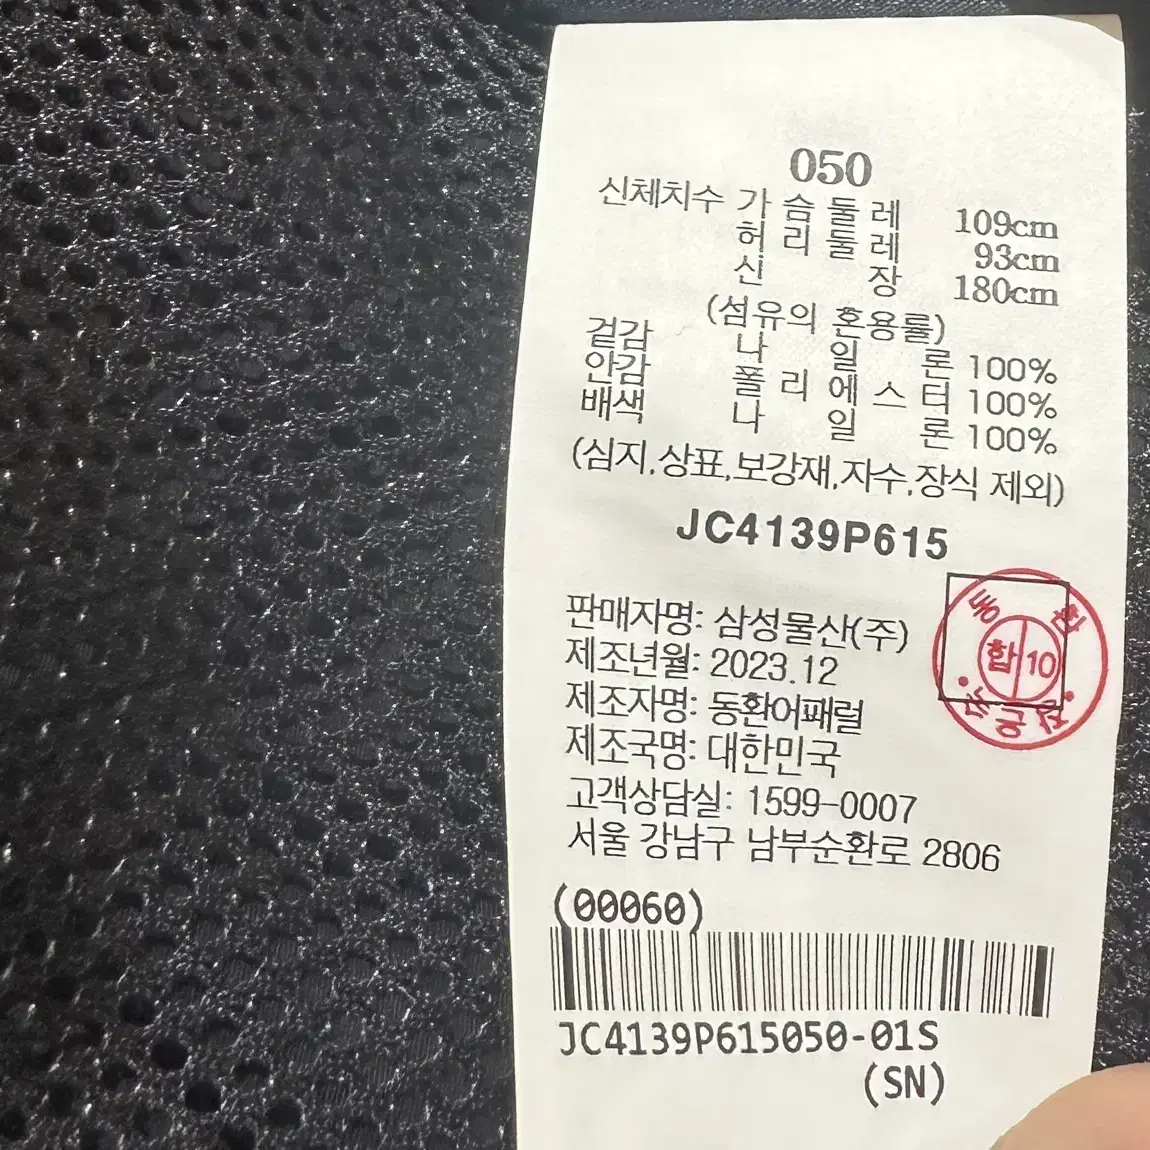 050
신체치수 가슴둘레 109cm
허리둘레 93cm
신장 180cm
(섬유의 혼용률)
겉감 나일론 100%
안감 폴리에스터 100%
배색 나일론 100%
(심지,상표,보강재,자수,장식 제외)
JC4139P615
판매자명: 삼성물산(주)
제조년월: 2023.12
제조자명: 동환어패럴
제조국명: 대한민국
고객상담실: 1599-0007
서울 강남구 남부순환로 2806
합 10
(00060)
JC4139P615050-01S
(SN)